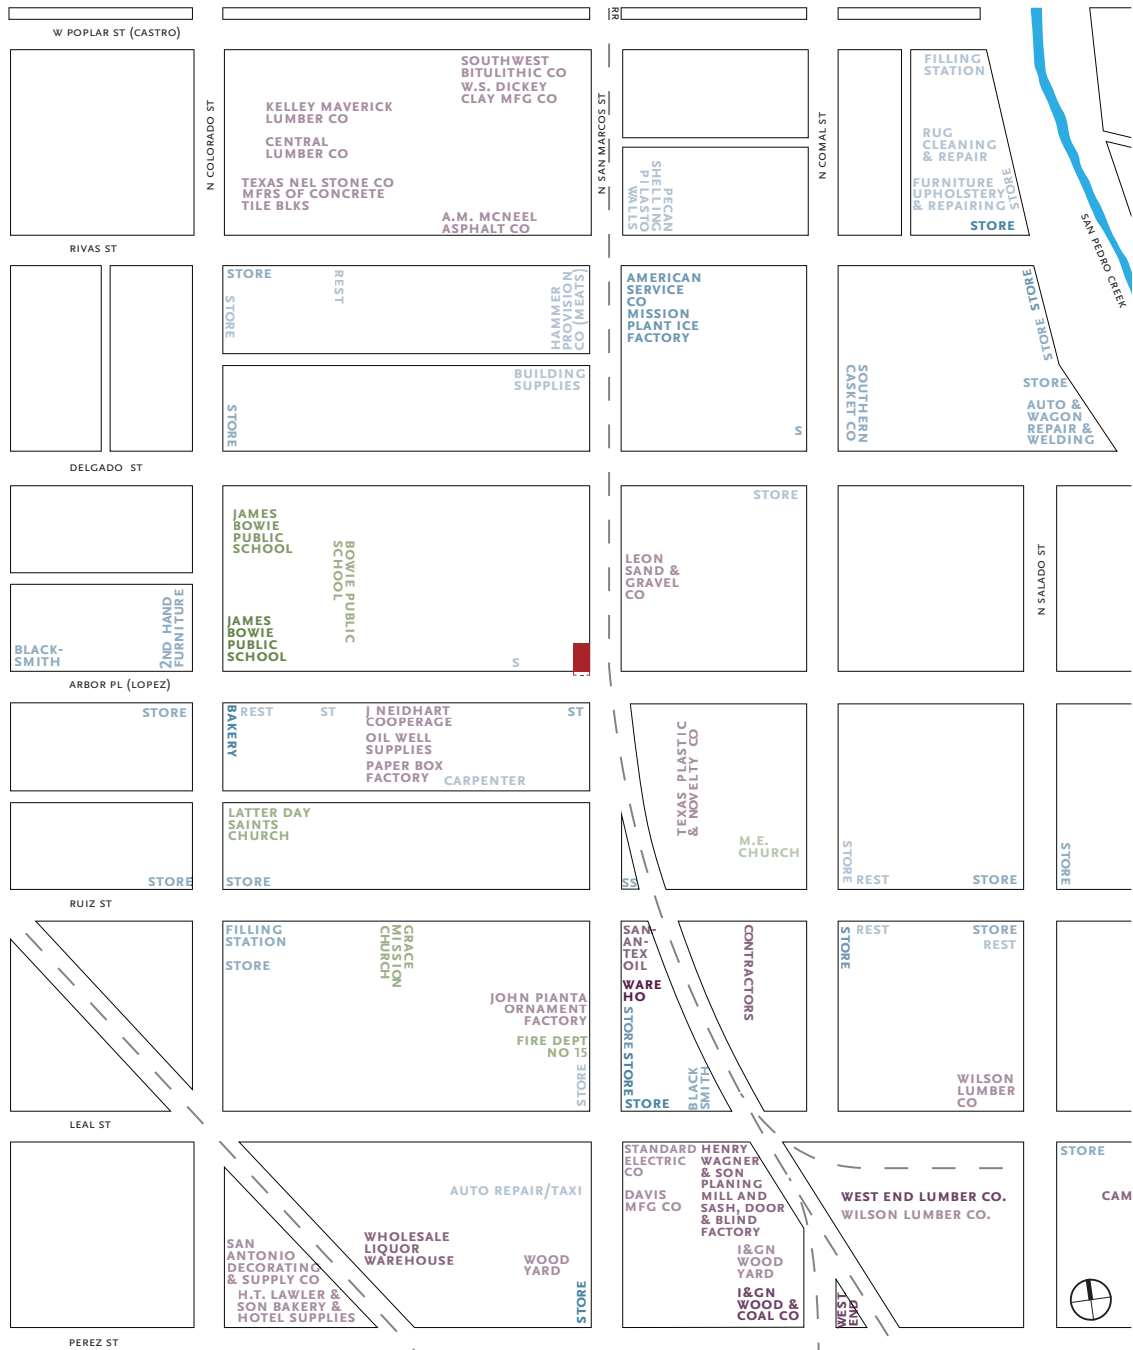 RR
W POPLAR ST (CASTRO)
N COLORADO ST
SOUTHWEST
BITULITHIC CO
W.S. DICKEY
CLAY MFG CO
KELLEY MAVERICK
LUMBER CO
CENTRAL
LUMBER CO
TEXAS NEL STONE CO
MFRS OF CONCRETE
TILE BLKS
A.M. MCNEEL
ASPHALT CO
N SAN MARCOS ST
PECAN
SHELLING
PILASTO
WALLS
N COMAL ST
FILLING
STATION
RUG
CLEANING
& REPAIR
FURNITURE
UPHOLSTERY
& REPAIRING
STORE
STORE
SAN PEDRO CREEK
RIVAS ST
STORE
STORE
REST
HAMMER
PROVISION
CO (MEATS)
BUILDING
SUPPLIES
STORE
AMERICAN
SERVICE
CO
MISSION
PLANT ICE
FACTORY
S
SOUTHERN
CASKET CO
STORE
STORE
STORE
AUTO &
WAGON
REPAIR &
WELDING
DELGADO ST
JAMES
BOWIE
PUBLIC
SCHOOL
BOWIE PUBLIC
SCHOOL
JAMES
BOWIE
PUBLIC
SCHOOL
S
STORE
LEON
SAND &
GRAVEL
CO
N SALADO ST
BLACK-
SMITH
2ND HAND
FURNITURE
ARBOR PL (LOPEZ)
STORE
BAKERY
REST
ST
J NEIDHART
COOPERAGE
OIL WELL
SUPPLIES
PAPER BOX
FACTORY
CARPENTER
ST
TEXAS PLASTIC
& NOVELTY CO
M.E.
CHURCH
LATTER DAY
SAINTS
CHURCH
STORE
STORE
SS
STORE
REST
STORE
STORE
RUIZ ST
FILLING
STATION
STORE
GRACE
MISSION
CHURCH
JOHN PIANTA
ORNAMENT
FACTORY
FIRE DEPT
NO 15
STORE
SAN-
AN-
TEX
OIL
WARE
HO
STORE
STORE
STORE
BLACK
SMITH
CONTRACTORS
STORE
REST
STORE
REST
WILSON
LUMBER
CO
LEAL ST
AUTO REPAIR/TAXI
WHOLESALE
LIQUOR
WAREHOUSE
WOOD
YARD
STORE
SAN
ANTONIO
DECORATING
& SUPPLY CO
H.T. LAWLER &
SON BAKERY &
HOTEL SUPPLIES
STANDARD
ELECTRIC
CO
DAVIS
MFG CO
HENRY
WAGNER
& SON
PLANING
MILL AND
SASH, DOOR
& BLIND
FACTORY
I&GN
WOOD
YARD
I&GN
WOOD &
COAL CO
WEST
END
WEST END LUMBER CO.
WILSON LUMBER CO.
STORE
CAM
PEREZ ST